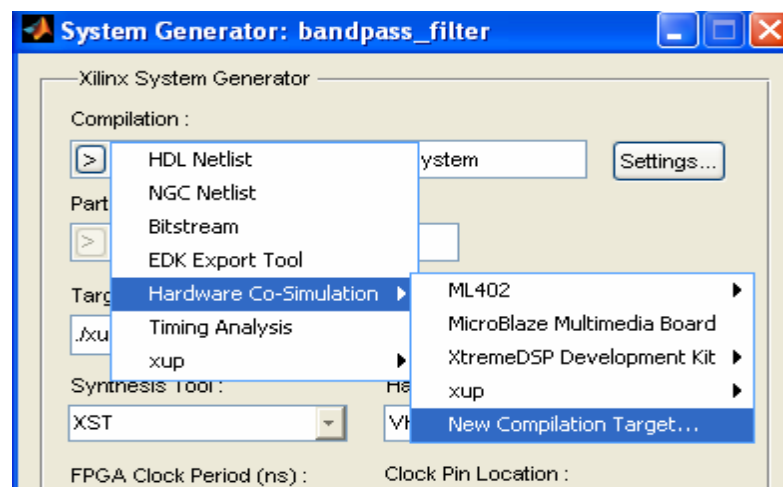 System Generator: bandpass_filter
Xilinx System Generator
Compilation :
> ystem Settings...
HDL Netlist
NGC Netlist
Bitstream
EDK Export Tool
Hardware Co-Simulation
Timing Analysis
xup
ML402
MicroBlaze Multimedia Board
XtremeDSP Development Kit
xup
New Compilation Target...
Part
>
Targ
./xu
Synthesis Tool :
XST
FPGA Clock Period (ns) :
Clock Pin Location :